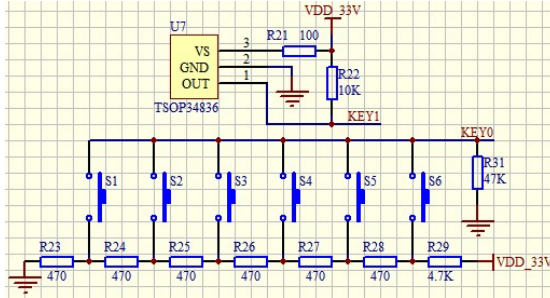 VDD_33V
U7
R21 100
VS 3
GND 2
OUT 1
R22
10K
TSOP34836
KEY1
KEY0
S1 S2 S3 S4 S5 S6
R31
47K
R23 R24 R25 R26 R27 R28 R29
470 470 470 470 470 470 4.7K
VDD_33V